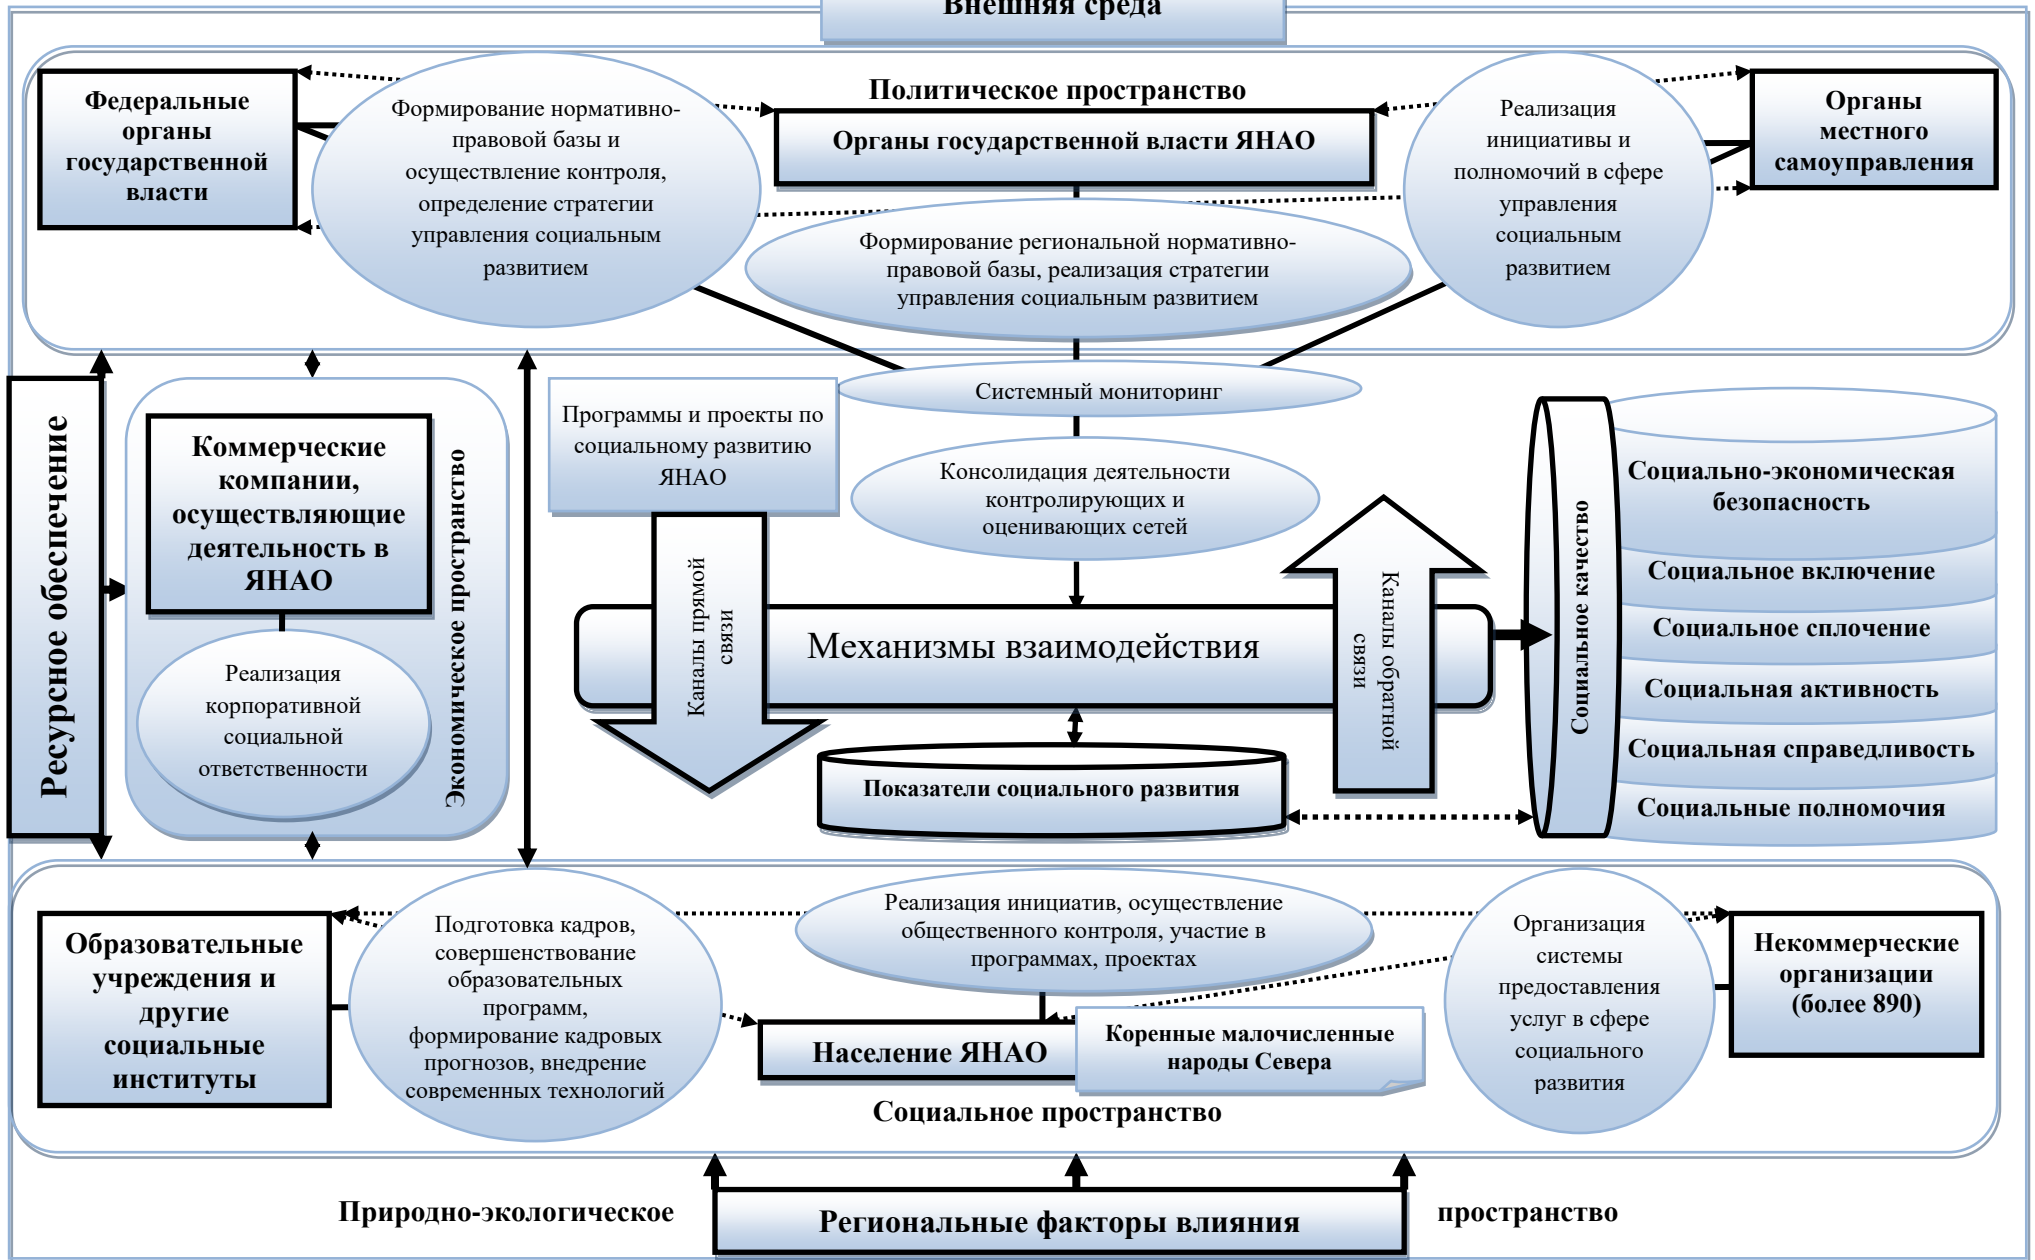 Внешняя среда
Политическое пространство
Федеральные
органы
государственной
власти
Формирование нормативно-
правовой базы и
осуществление контроля,
определение стратегии
управления социальным
развитием
Органы государственной власти ЯНАО
Формирование региональной нормативно-
правовой базы, реализация стратегии
управления социальным развитием
Реализация
инициативы и
полномочий в сфере
управления
социальным
развитием
Органы
местного
самоуправления
Ресурсное обеспечение
Коммерческие
компании,
осуществляющие
деятельность в
ЯНАО
Реализация
корпоративной
социальной
ответственности
Экономическое пространство
Программы и проекты по
социальному развитию
ЯНАО
Системный мониторинг
Консолидация деятельности
контролирующих и
оценивающих сетей
Каналы прямой
связи
Механизмы взаимодействия
Каналы обратной
связи
Показатели социального развития
Социальное качество
Социально-экономическая
безопасность
Социальное включение
Социальное сплочение
Социальная активность
Социальная справедливость
Социальные полномочия
Образовательные
учреждения и
другие
социальные
институты
Подготовка кадров,
совершенствование
образовательных
программ,
формирование кадровых
прогнозов, внедрение
современных технологий
Реализация инициатив, осуществление
общественного контроля, участие в
программах, проектах
Население ЯНАО
Коренные малочисленные
народы Севера
Организация
системы
предоставления
услуг в сфере
социального
развития
Некоммерческие
организации
(более 890)
Социальное пространство
Природно-экологическое
Региональные факторы влияния
пространство